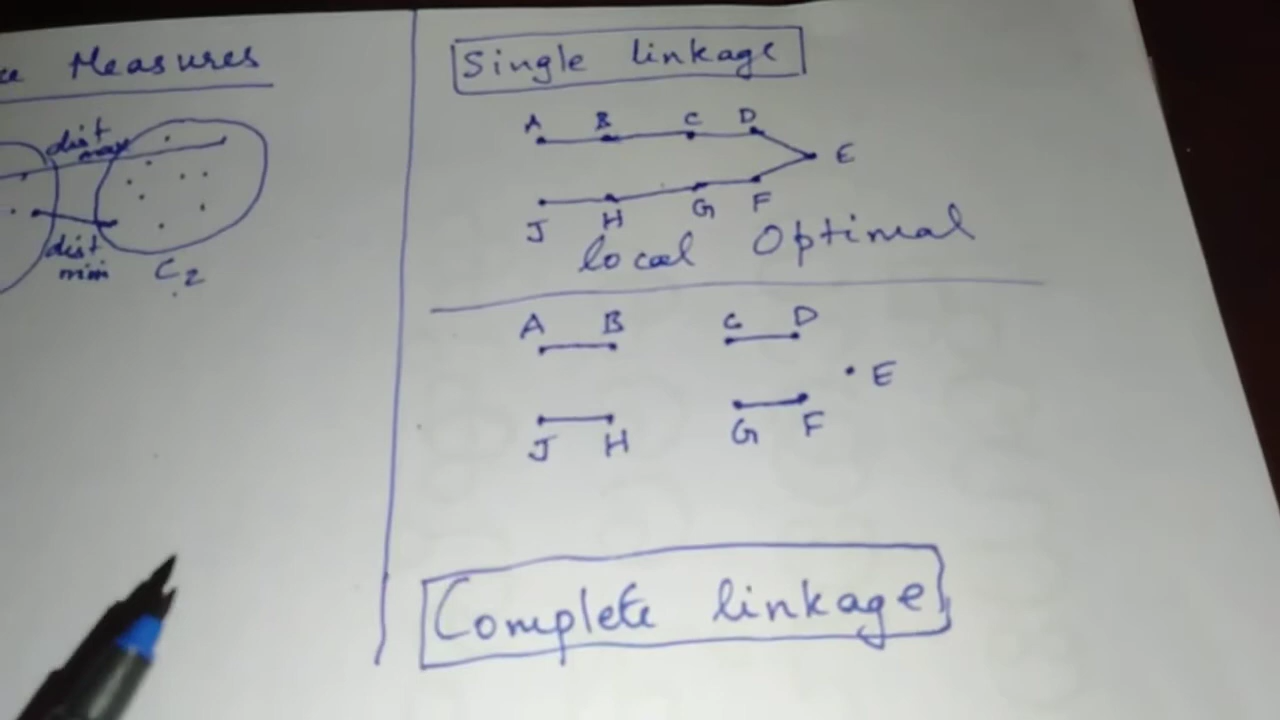 Measures
dist
max
dist
min
C2
Single linkage
A B C D
E
J H G F
local Optimal
A B C D
E
J H G F
Complete linkage